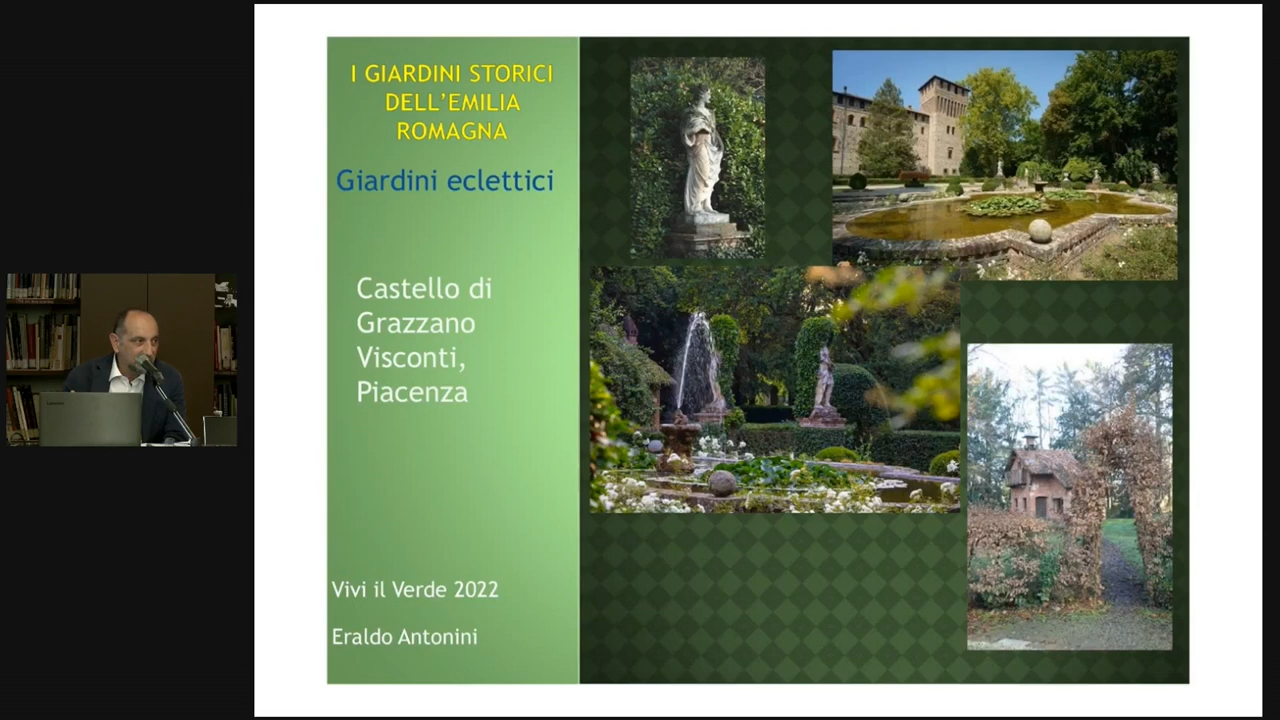 I GIARDINI STORICI
DELL'EMILIA
ROMAGNA
Giardini eclettici
Castello di
Grazzano
Visconti,
Piacenza
Vivi il Verde 2022
Eraldo Antonini